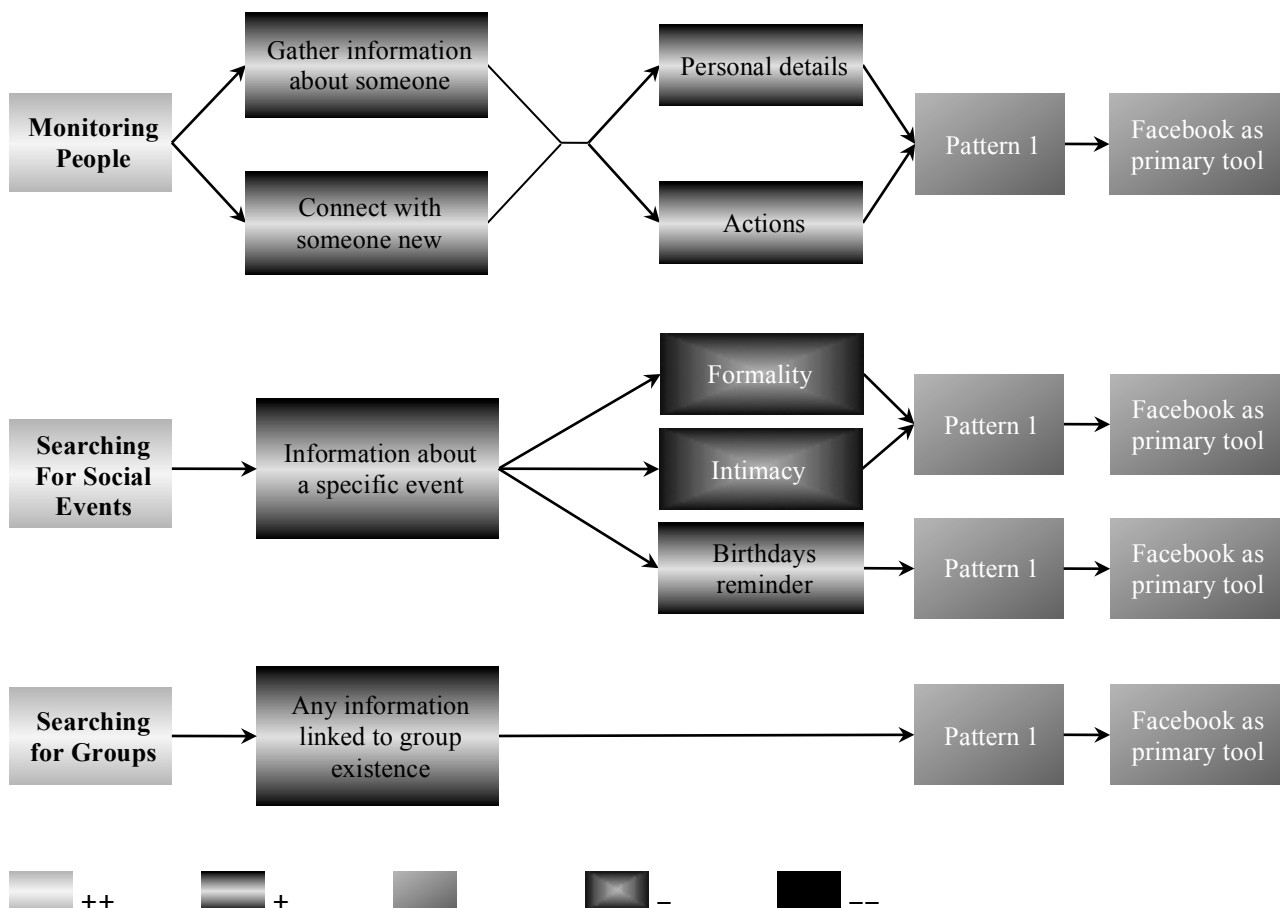 Gather information
about someone
Personal details
Monitoring
People
Pattern 1
Facebook as
primary tool
Connect with
someone new
Actions
Formality
Searching
For Social
Events
Information about
a specific event
Intimacy
Pattern 1
Facebook as
primary tool
Birthdays
reminder
Pattern 1
Facebook as
primary tool
Searching
for Groups
Any information
linked to group
existence
Pattern 1
Facebook as
primary tool
++
+
–
––